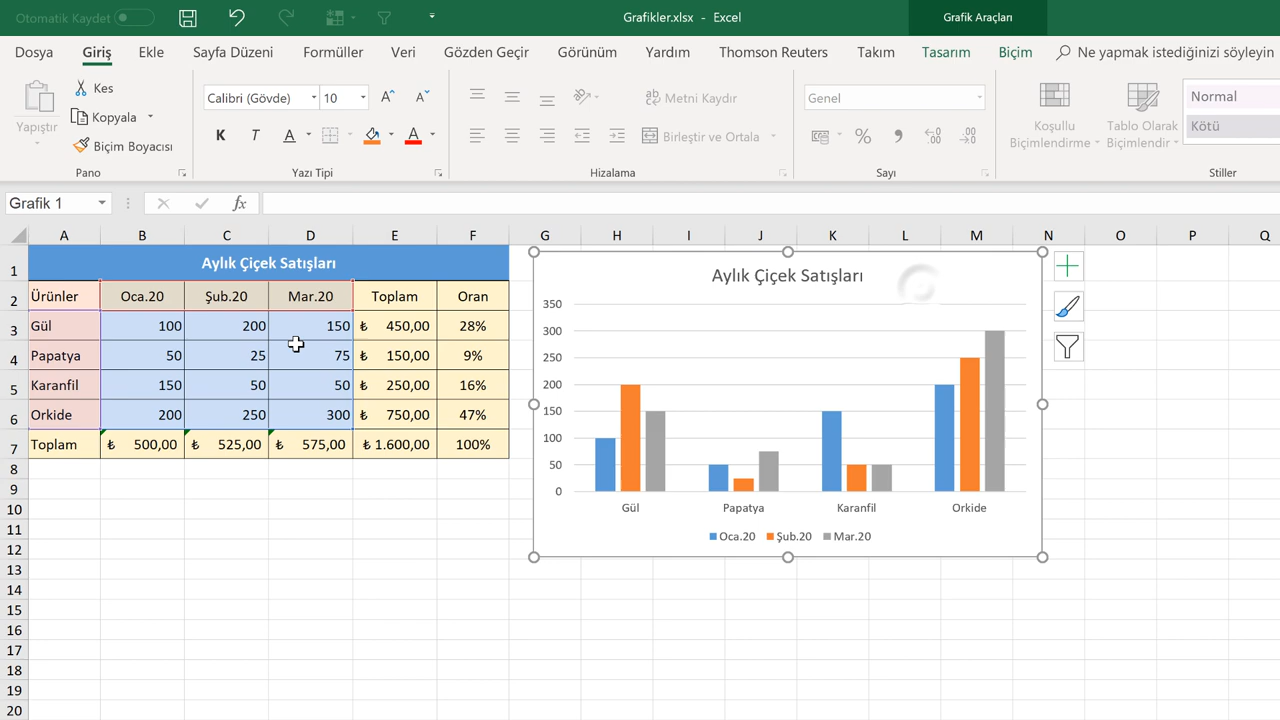 Otomatik Kaydet
Grafikler.xlsx - Excel
Grafik Araçları
Dosya Giriş Ekle Sayfa Düzeni Formüller Veri Gözden Geçir Görünüm Yardım Thomson Reuters Takım Tasarım Biçim Ne yapmak istediğinizi söyleyin
Yapıştır
Kes
Kopyala
Biçim Boyacısı
Pano
Calibri (Gövde) 10
K T A A
Yazı Tipi
Metni Kaydır
Birleştir ve Ortala
Hizalama
Genel
Sayı
Koşullu
Biçimlendirme
Tablo Olarak
Biçimlendir
Normal
Kötü
Stiller
Grafik 1 fx
A B C D E F G H I J K L M N O P Q
1 Aylık Çiçek Satışları
2 Ürünler Oca.20 Şub.20 Mar.20 Toplam Oran
3 Gül 100 200 150 ₺ 450,00 28%
4 Papatya 50 25 75 ₺ 150,00 9%
5 Karanfil 150 50 50 ₺ 250,00 16%
6 Orkide 200 250 300 ₺ 750,00 47%
7 Toplam ₺ 500,00 ₺ 525,00 ₺ 575,00 ₺ 1.600,00 100%
8
9
10
11
12
13
14
15
16
17
18
19
20
Aylık Çiçek Satışları
350
300
250
200
150
100
50
0
Gül Papatya Karanfil Orkide
Oca.20 Şub.20 Mar.20